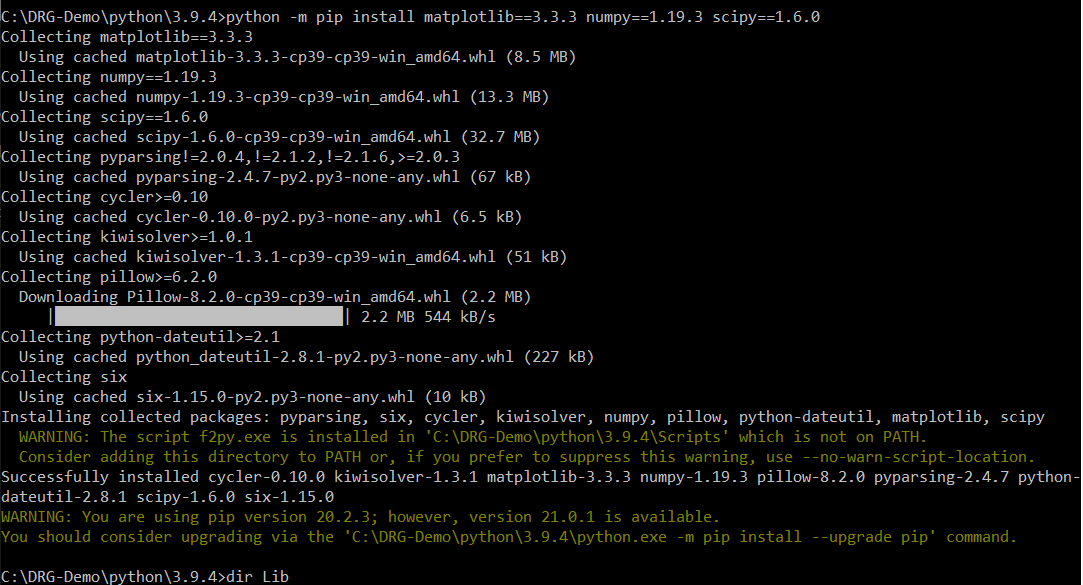 C:\DRG-Demo\python\3.9.4>python -m pip install matplotlib==3.3.3 numpy==1.19.3 scipy==1.6.0
Collecting matplotlib==3.3.3
  Using cached matplotlib-3.3.3-cp39-cp39-win_amd64.whl (8.5 MB)
Collecting numpy==1.19.3
  Using cached numpy-1.19.3-cp39-cp39-win_amd64.whl (13.3 MB)
Collecting scipy==1.6.0
  Using cached scipy-1.6.0-cp39-cp39-win_amd64.whl (32.7 MB)
Collecting pyparsing!=2.0.4,!=2.1.2,!=2.1.6,>=2.0.3
  Using cached pyparsing-2.4.7-py2.py3-none-any.whl (67 kB)
Collecting cycler>=0.10
  Using cached cycler-0.10.0-py2.py3-none-any.whl (6.5 kB)
Collecting kiwisolver>=1.0.1
  Using cached kiwisolver-1.3.1-cp39-cp39-win_amd64.whl (51 kB)
Collecting pillow>=6.2.0
  Downloading Pillow-8.2.0-cp39-cp39-win_amd64.whl (2.2 MB)
     |████████████████████████████████| 2.2 MB 544 kB/s
Collecting python-dateutil>=2.1
  Using cached python_dateutil-2.8.1-py2.py3-none-any.whl (227 kB)
Collecting six
  Using cached six-1.15.0-py2.py3-none-any.whl (10 kB)
Installing collected packages: pyparsing, six, cycler, kiwisolver, numpy, pillow, python-dateutil, matplotlib, scipy
  WARNING: The script f2py.exe is installed in 'C:\DRG-Demo\python\3.9.4\Scripts' which is not on PATH.
  Consider adding this directory to PATH or, if you prefer to suppress this warning, use --no-warn-script-location.
Successfully installed cycler-0.10.0 kiwisolver-1.3.1 matplotlib-3.3.3 numpy-1.19.3 pillow-8.2.0 pyparsing-2.4.7 python-
dateutil-2.8.1 scipy-1.6.0 six-1.15.0
WARNING: You are using pip version 20.2.3; however, version 21.0.1 is available.
You should consider upgrading via the 'C:\DRG-Demo\python\3.9.4\python.exe -m pip install --upgrade pip' command.
C:\DRG-Demo\python\3.9.4>dir Lib